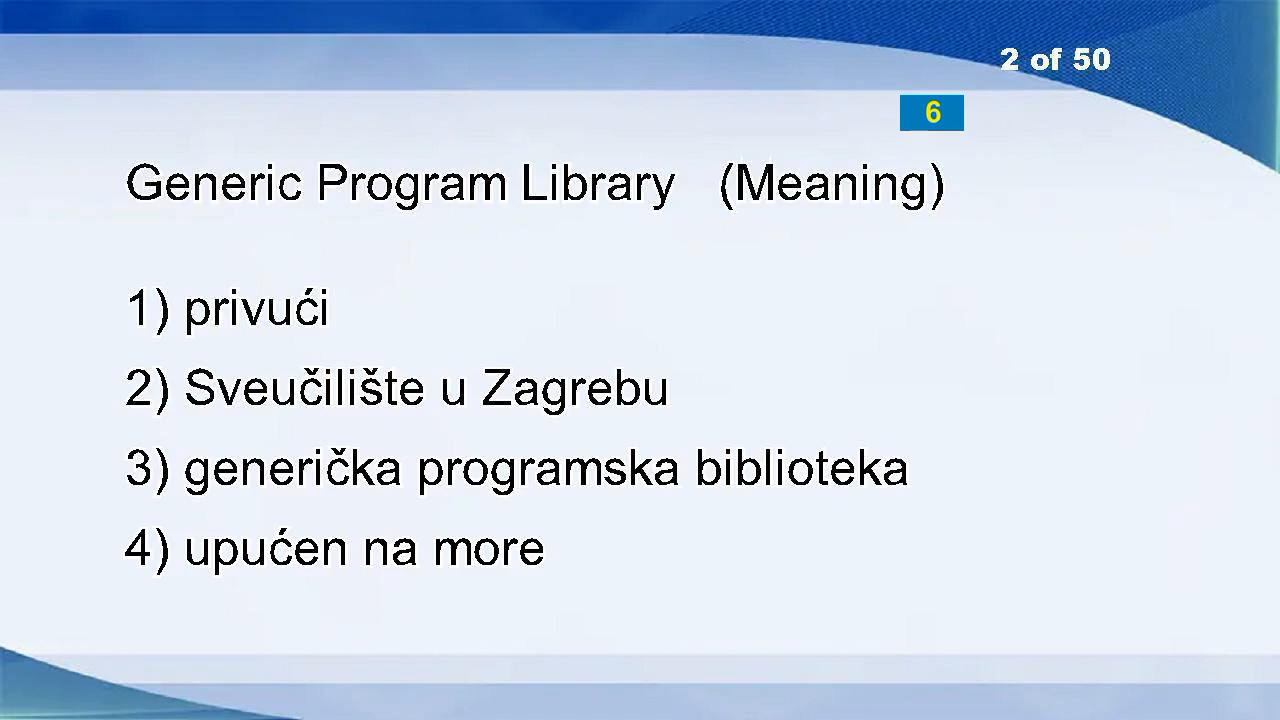 2 of 50
6
Generic Program Library (Meaning)
1) privući
2) Sveučilište u Zagrebu
3) generička programska biblioteka
4) upućen na more